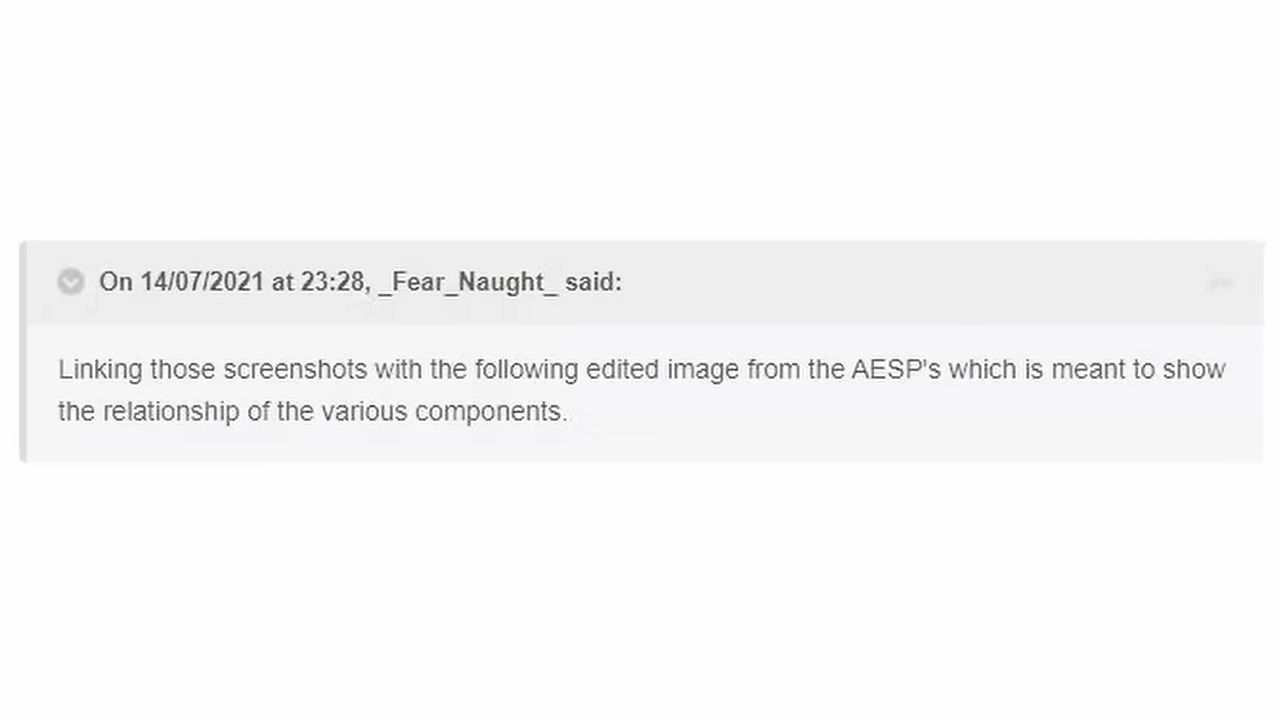 On 14/07/2021 at 23:28, _Fear_Naught_ said:
Linking those screenshots with the following edited image from the AESP's which is meant to show
the relationship of the various components.